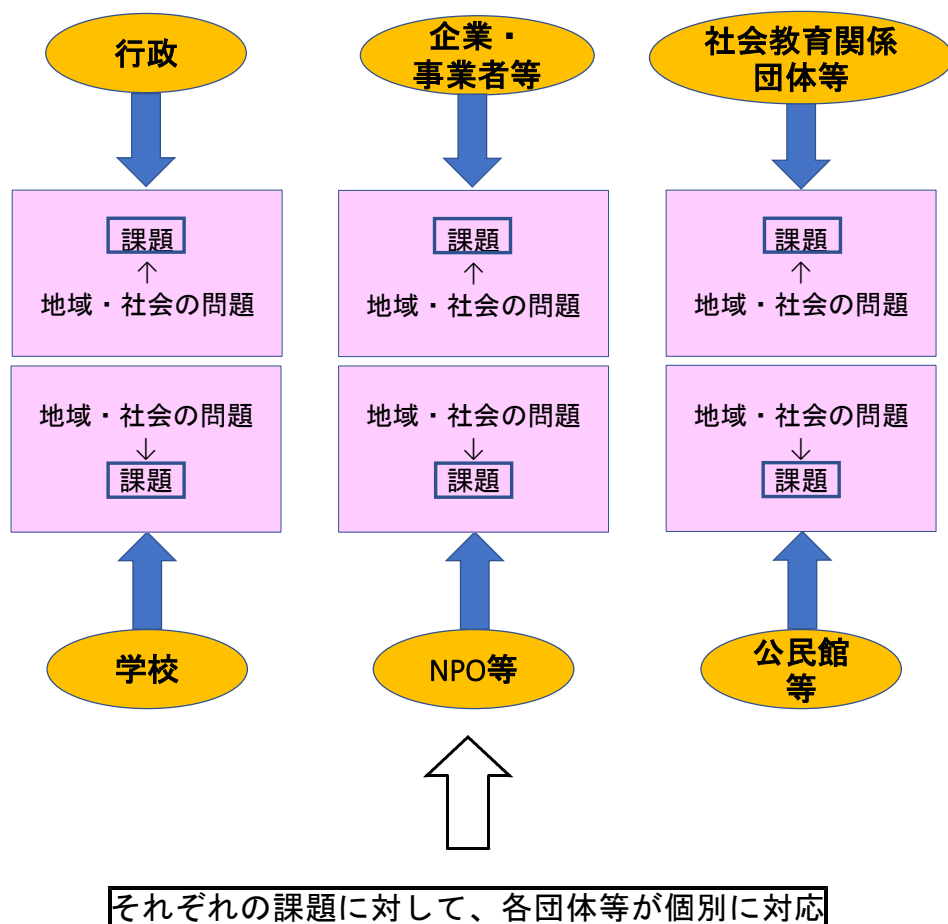 行政
企業・
事業者等
社会教育関係
団体等
課題
↑
地域・社会の問題
課題
↑
地域・社会の問題
課題
↑
地域・社会の問題
地域・社会の問題
↓
課題
地域・社会の問題
↓
課題
地域・社会の問題
↓
課題
学校
NPO等
公民館
等
それぞれの課題に対して、各団体等が個別に対応